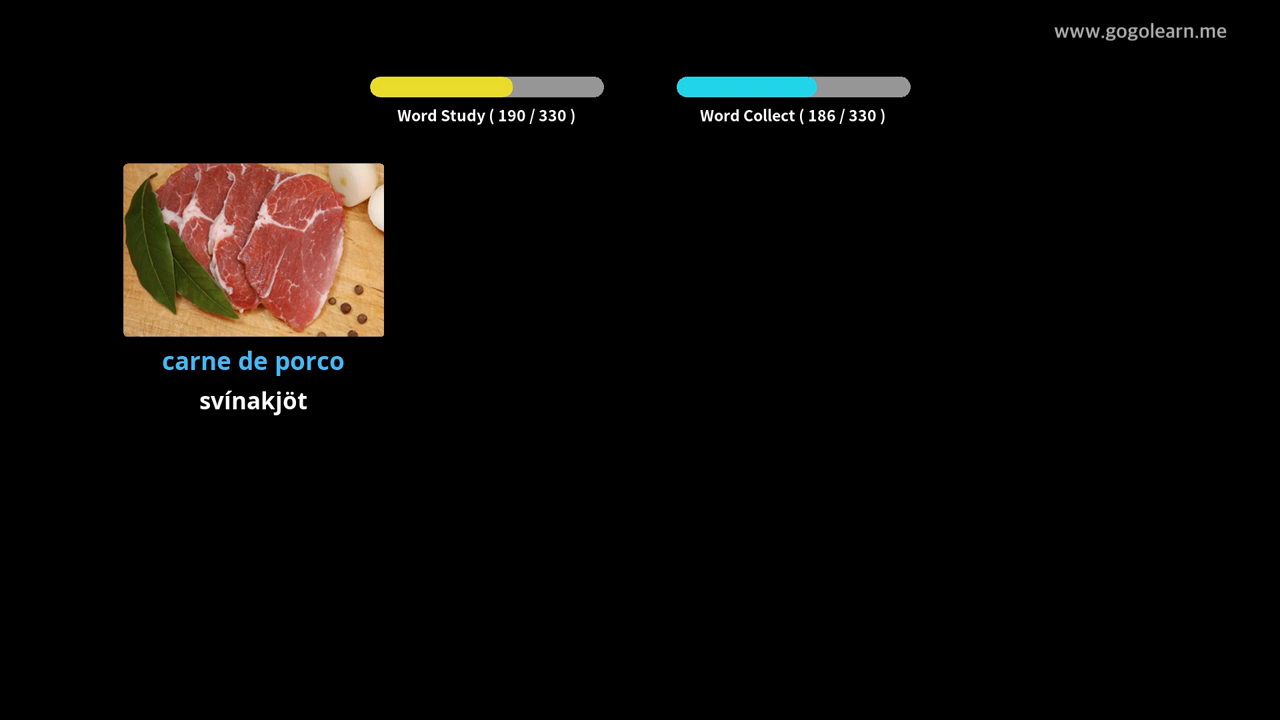 www.gogolearn.me
Word Study ( 190 / 330 )
Word Collect ( 186 / 330 )
carne de porco
svínakjöt